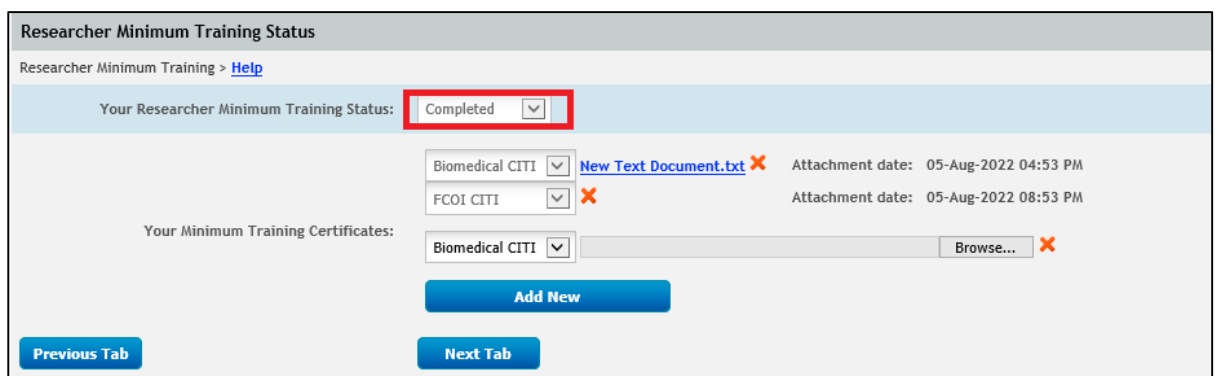 Researcher Minimum Training Status
Researcher Minimum Training > Help
Your Researcher Minimum Training Status: Completed
Biomedical CITI New Text Document.txt Attachment date: 05-Aug-2022 04:53 PM
FCOI CITI Attachment date: 05-Aug-2022 08:53 PM
Your Minimum Training Certificates:
Biomedical CITI Browse...
Add New
Previous Tab Next Tab